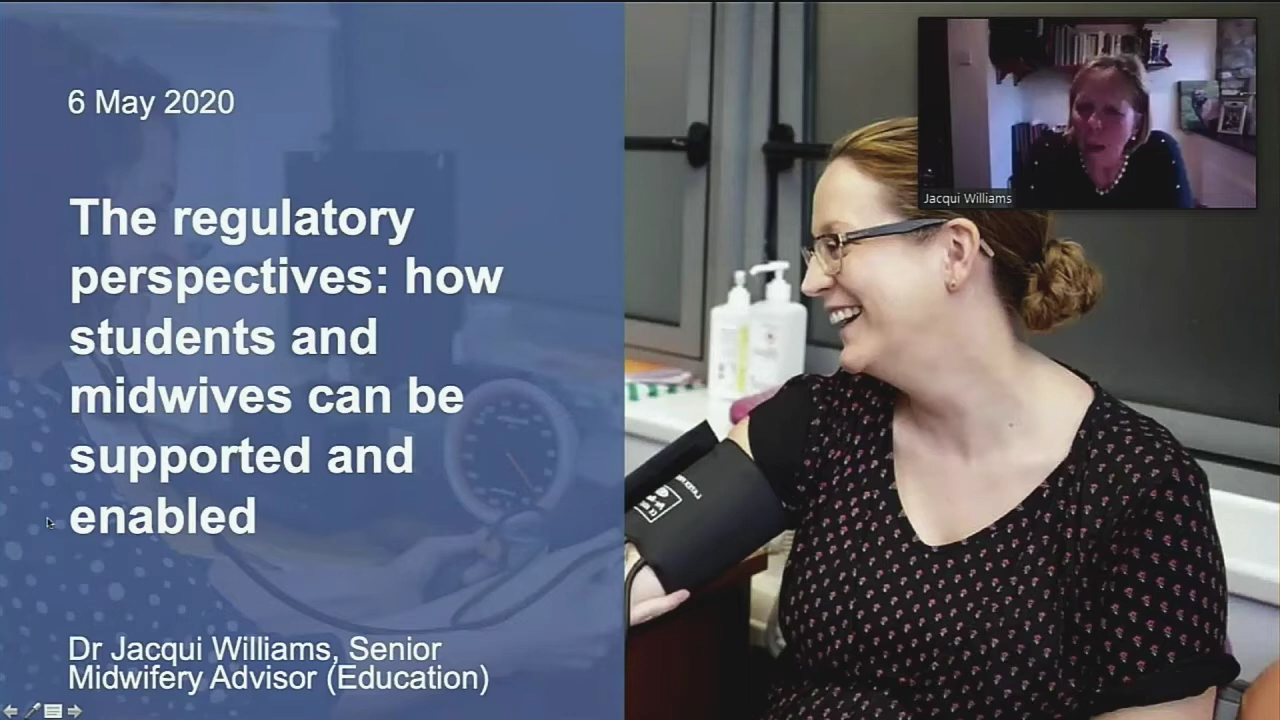 6 May 2020
The regulatory
perspectives: how
students and
midwives can be
supported and
enabled
Dr Jacqui Williams, Senior
Midwifery Advisor (Education)
Jacqui Williams